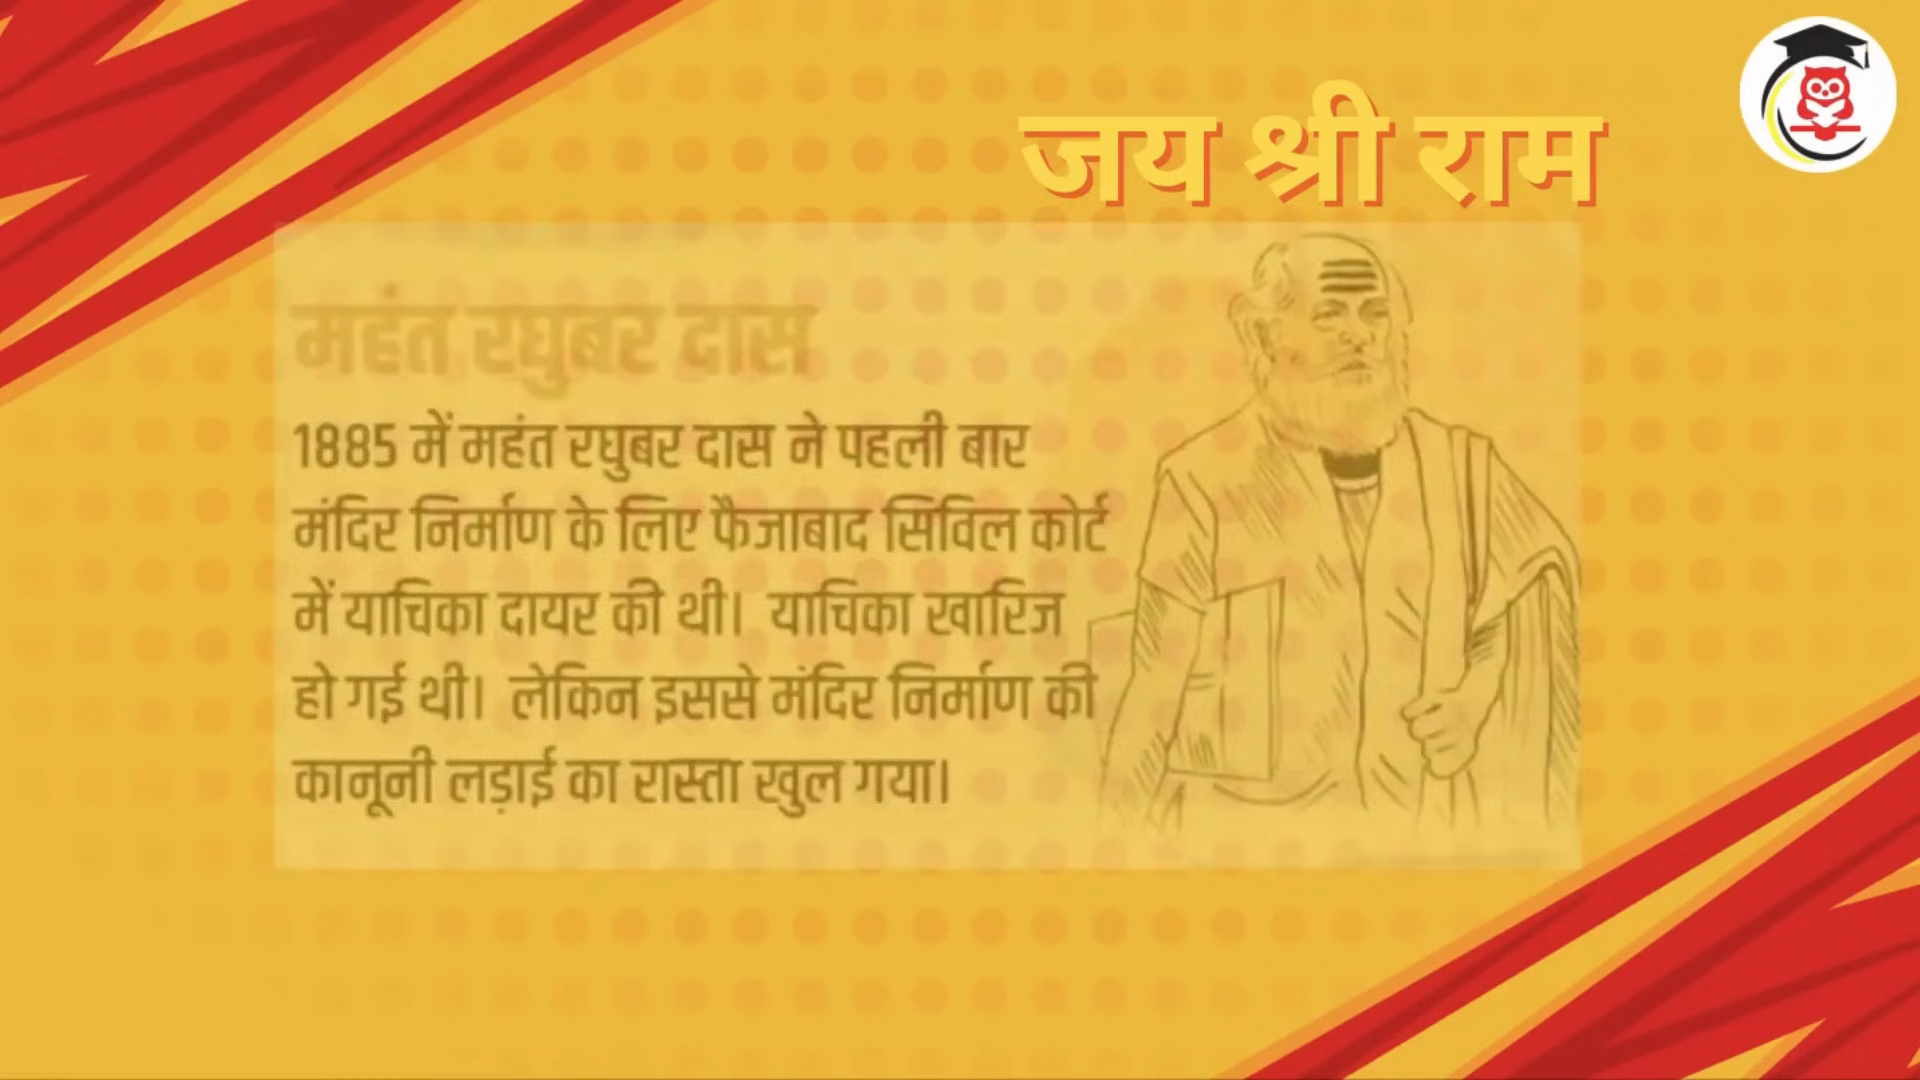 जय श्री राम
महंत रघुबर दास
1885 में महंत रघुबर दास ने पहली बार
मंदिर निर्माण के लिए फैजाबाद सिविल कोर्ट
में याचिका दायर की थी। याचिका खारिज
हो गई थी। लेकिन इससे मंदिर निर्माण की
कानूनी लड़ाई का रास्ता खुल गया।